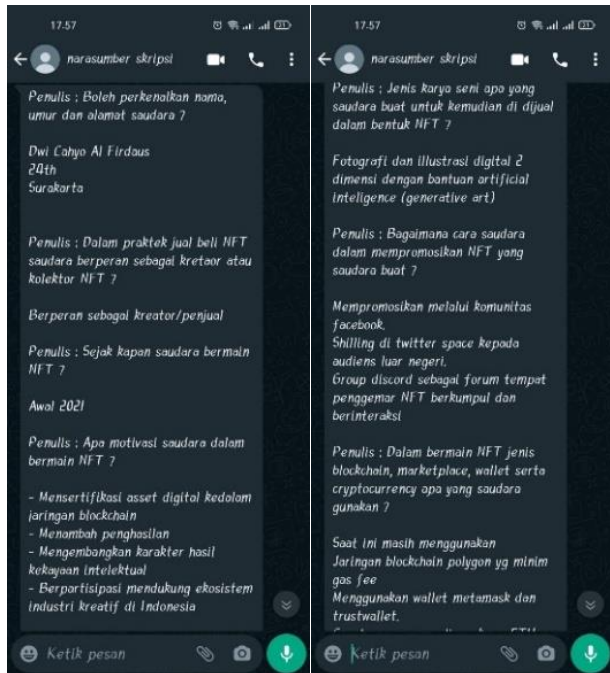 17.57
narasumber skripsi
Penulis : Boleh perkenalkan nama,
umur dan alamat saudara ?
Dwi Cahyo Al Firdaus
24th
Surakarta
Penulis : Dalam praktek jual beli NFT
saudara berperan sebagai kretaor atau
kolektor NFT ?
Berperan sebagai kreator/penjual
Penulis : Sejak kapan saudara bermain
NFT ?
Awal 2021
Penulis : Apa motivasi saudara dalam
bermain NFT ?
- Mensertifikasi asset digital kedalam
jaringan blockchain
- Menambah penghasilan
- Mengembangkan karakter hasil
kekayaan intelektual
- Berpartisipasi mendukung ekosistem
industri kreatif di Indonesia
Ketik pesan
17.57
narasumber skripsi
Penulis : Jenis karya seni apa yang
saudara buat untuk kemudian di dijual
dalam bentuk NFT ?
Fotografi dan illustrasi digital 2
dimensi dengan bantuan artificial
inteligence (generative art)
Penulis : Bagaimana cara saudara
dalam mempromosikan NFT yang
saudara buat ?
Mempromosikan melalui komunitas
facebook.
Shilling di twitter space kepada
audiens luar negeri.
Group discord sebagai forum tempat
penggemar NFT berkumpul dan
berinteraksi
Penulis : Dalam bermain NFT jenis
blockchain, marketplace, wallet serta
cryptocurrency apa yang saudara
gunakan ?
Saat ini masih menggunakan
Jaringan blockchain polygon yg minim
gas fee
Menggunakan wallet metamask dan
trustwallet.
Ketik pesan